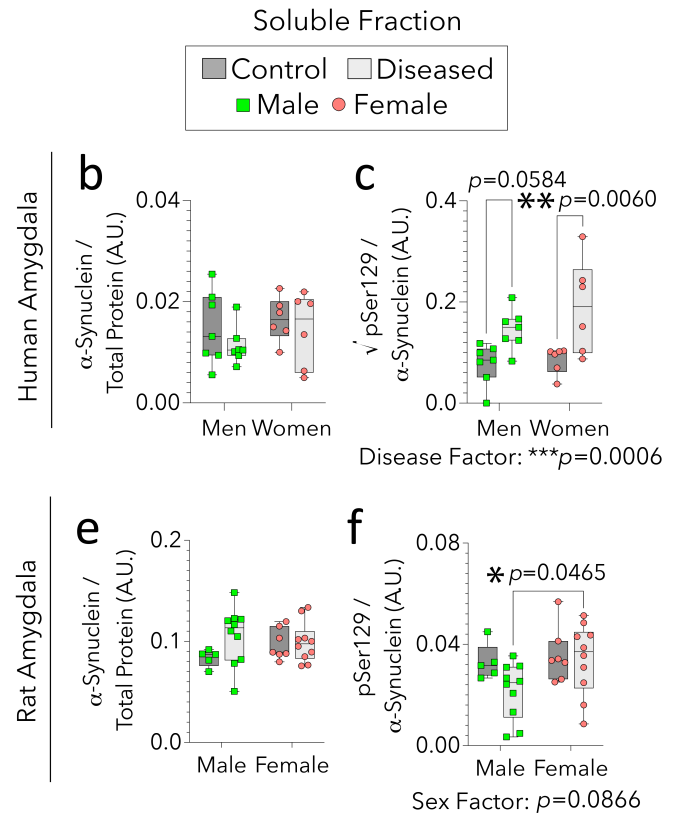 Soluble Fraction
Control Diseased
Male Female
Human Amygdala
b
α-Synuclein /
Total Protein (A.U.)
0.04
0.02
0.00
Men Women
c
√ pSer129 /
α-Synuclein (A.U.)
p=0.0584
** p=0.0060
0.4
0.2
0.0
Men Women
Disease Factor: ***p=0.0006
Rat Amygdala
e
α-Synuclein /
Total Protein (A.U.)
0.2
0.1
0.0
Male Female
f
pSer129 /
α-Synuclein (A.U.)
0.08
* p=0.0465
0.04
0.00
Male Female
Sex Factor: p=0.0866